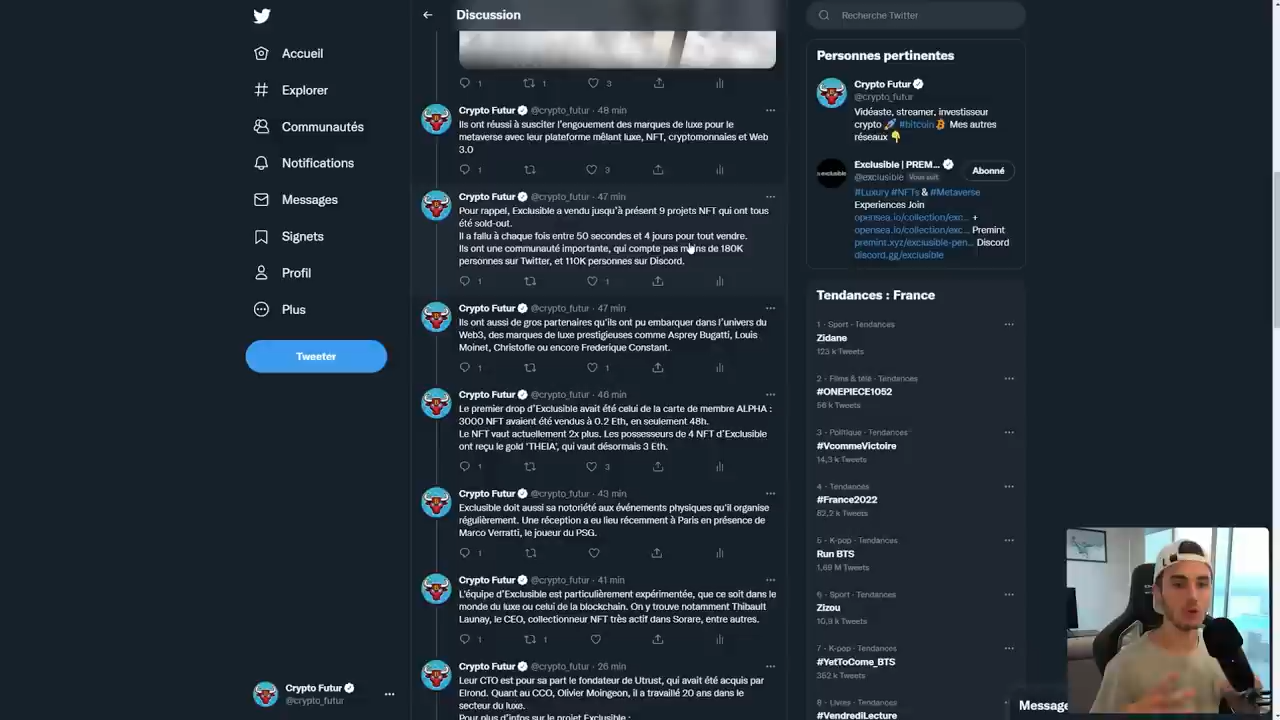 Discussion
Recherche Twitter
Accueil
Explorer
Communautés
Notifications
Messages
Signets
Profil
Plus
Tweeter
Crypto Futur
@crypto_futur
1 1 3
Crypto Futur @crypto_futur · 48 min
Ils ont réussi à susciter l'engouement des marques de luxe pour le
metaverse avec leur plateforme mêlant luxe, NFT, cryptomonnaies et Web
3.0
1 3
Crypto Futur @crypto_futur · 47 min
Pour rappel, Exclusible a vendu jusqu'à présent 9 projets NFT qui ont tous
été sold-out.
Il a fallu à chaque fois entre 50 secondes et 4 jours pour tout vendre.
Ils ont une communauté importante, qui compte pas moins de 180K
personnes sur Twitter, et 110K personnes sur Discord.
1 1
Crypto Futur @crypto_futur · 47 min
Ils ont aussi de gros partenaires qu'ils ont pu embarquer dans l'univers du
Web3, des marques de luxe prestigieuses comme Asprey Bugatti, Louis
Moinet, Christofle ou encore Frederique Constant.
1 1
Crypto Futur @crypto_futur · 46 min
Le premier drop d'Exclusible avait été celui de la carte de membre ALPHA :
3000 NFT avaient été vendus à 0.2 Eth, en seulement 48h.
Le NFT vaut actuellement 2x plus. Les possesseurs de 4 NFT d'Exclusible
ont reçu le gold 'THEIA', qui vaut désormais 3 Eth.
1 3
Crypto Futur @crypto_futur · 43 min
Exclusible doit aussi sa notoriété aux événements physiques qu'il organise
régulièrement. Une réception a eu lieu récemment à Paris en présence de
Marco Verratti, le joueur du PSG.
1
Crypto Futur @crypto_futur · 41 min
L'équipe d'Exclusible est particulièrement expérimentée, que ce soit dans le
monde du luxe ou celui de la blockchain. On y trouve notamment Thibault
Launay, le CEO, collectionneur NFT très actif dans Sorare, entre autres.
1 1
Crypto Futur @crypto_futur · 26 min
Leur CTO est pour sa part le fondateur de Utrust, qui avait été acquis par
Elrond. Quant au CCO, Olivier Moingeon, il a travaillé 20 ans dans le
secteur du luxe.
Pour plus d'infos sur le projet Exclusible :
Personnes pertinentes
Crypto Futur
@crypto_futur
Vidéaste, streamer, investisseur
crypto 🚀 #bitcoin Mes autres
réseaux 👇
Exclusible | PREM...
@exclusible Vous suit
Abonné
#Luxury #NFTs & #Metaverse
Experiences Join
opensea.io/collection/exc... +
opensea.io/collection/exc... Premint
premint.xyz/exclusible-pen... Discord
discord.gg/exclusible
Tendances : France
1 · Sport · Tendances
Zidane
123 k Tweets
2 · Films & télé · Tendances
#ONEPIECE1052
56 k Tweets
3 · Politique · Tendances
#VcommeVictoire
14,3 k Tweets
4 · Tendances
#France2022
82,2 k Tweets
5 · K-pop · Tendances
Run BTS
1,69 M Tweets
6 · Sport · Tendances
Zizou
10,9 k Tweets
7 · K-pop · Tendances
#YetToCome_BTS
352 k Tweets
8 · Livres · Tendances
#VendrediLecture
Message